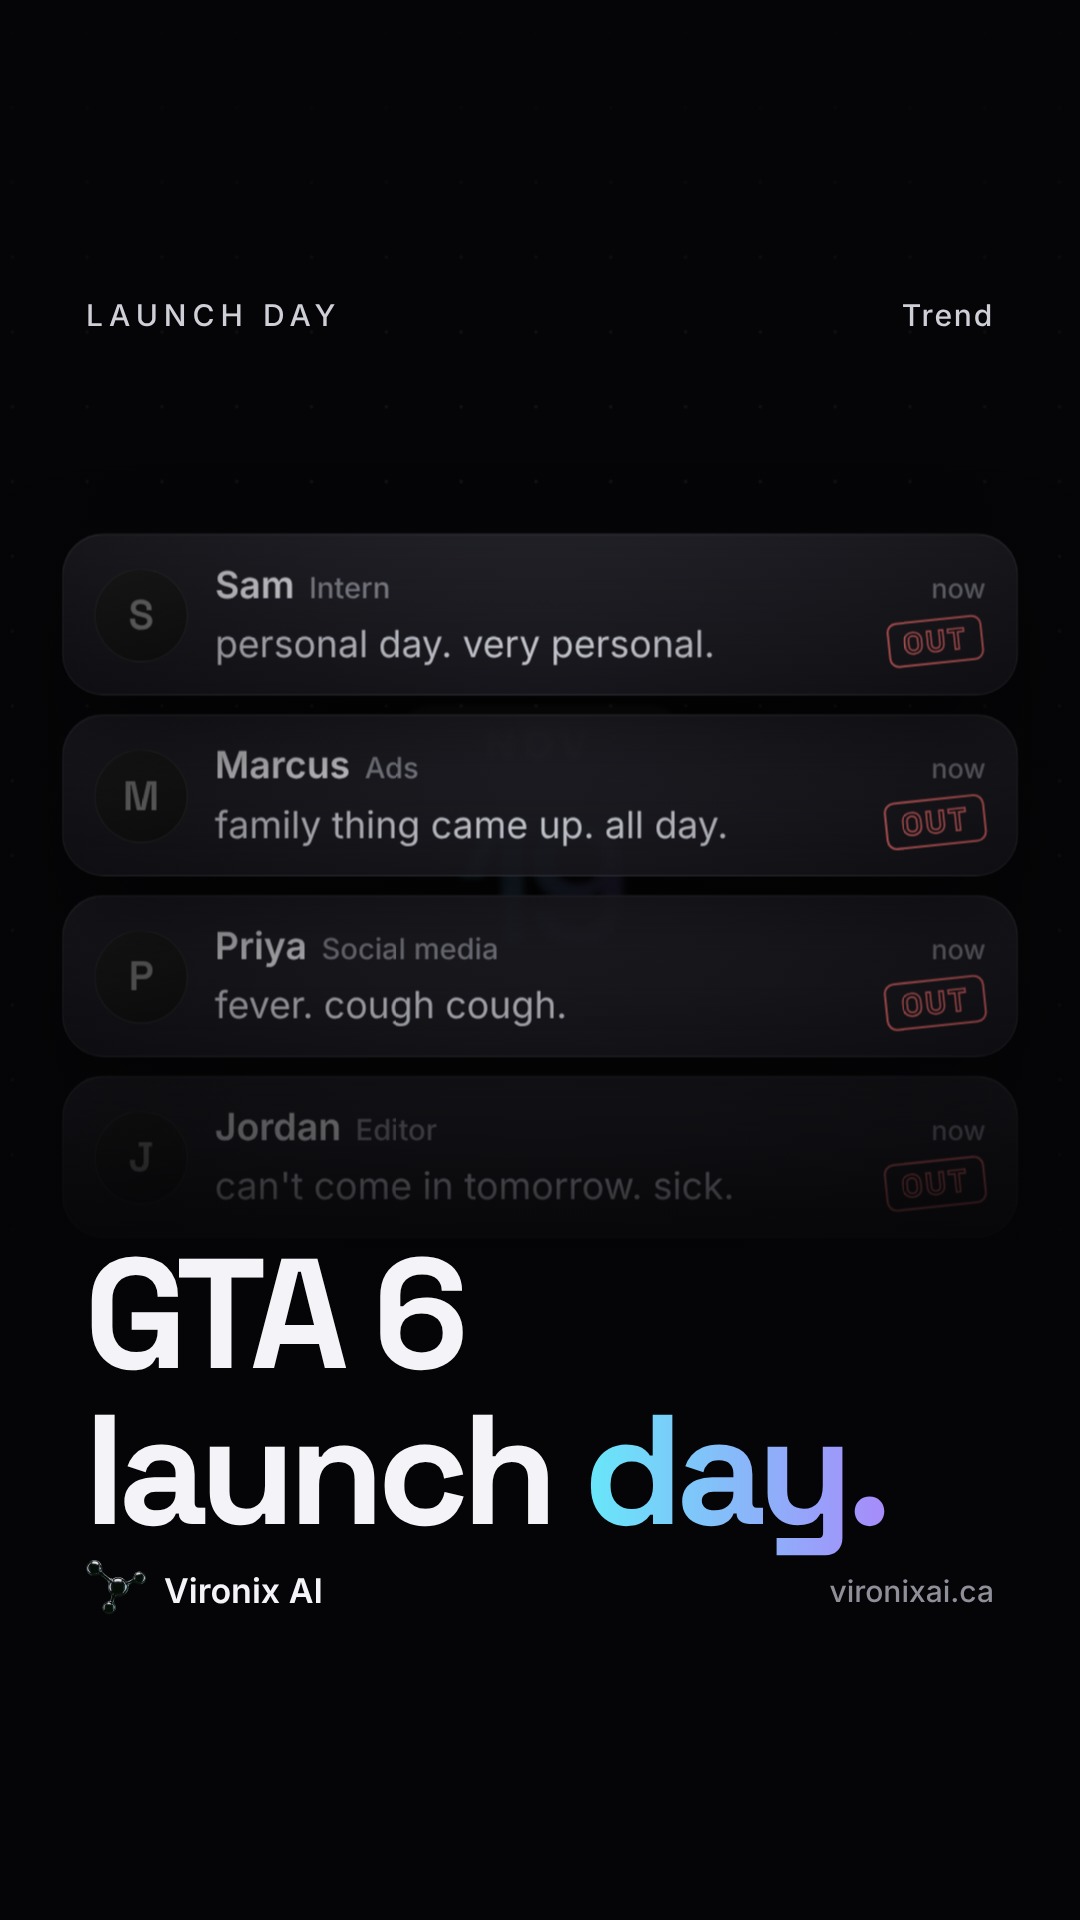 LAUNCH DAY
Trend
S
Sam Intern
now
personal day. very personal.
OUT
M
Marcus Ads
now
family thing came up. all day.
OUT
P
Priya Social media
now
fever. cough cough.
OUT
J
Jordan Editor
now
can't come in tomorrow. sick.
OUT
GTA 6
launch day.
Vironix AI
vironixai.ca